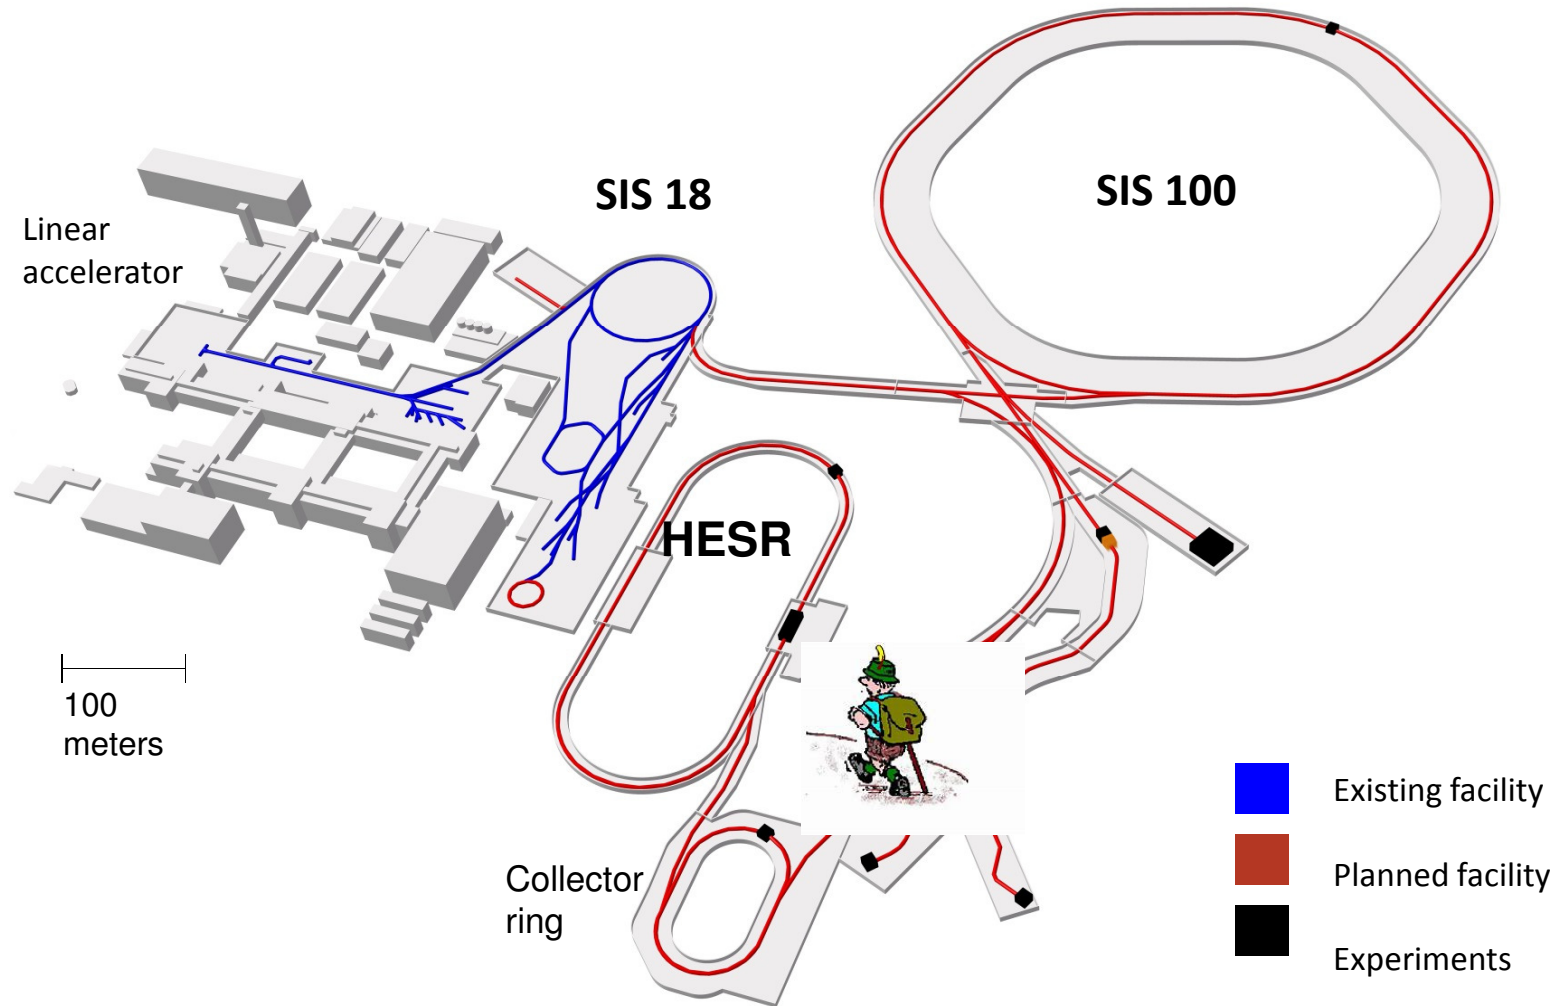 SIS 18
SIS 100
Linear
accelerator
HESR
100
meters
Existing facility
Planned facility
Collector
ring
Experiments